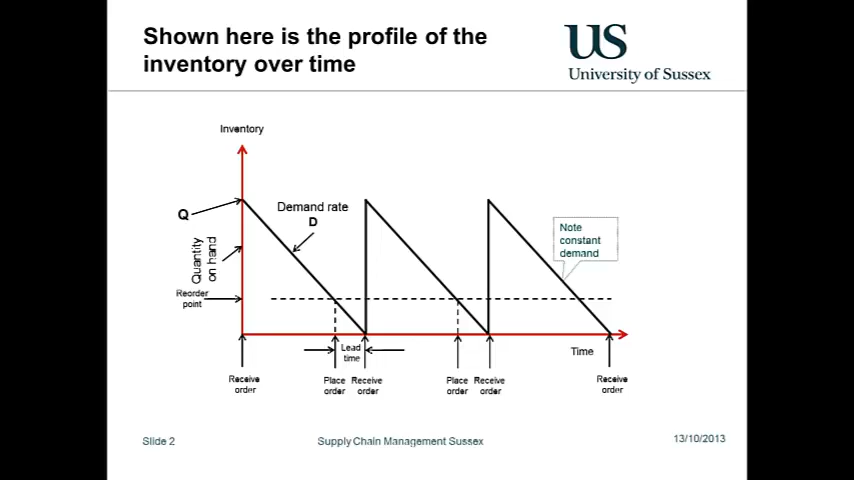 Shown here is the profile of the
inventory over time
US
University of Sussex
Inventory
Q
Demand rate
D
Note
constant
demand
Quantity
on hand
Reorder
point
Lead
time
Time
Receive
order
Place
order
Receive
order
Place
order
Receive
order
Receive
order
Slide 2
Supply Chain Management Sussex
13/10/2013